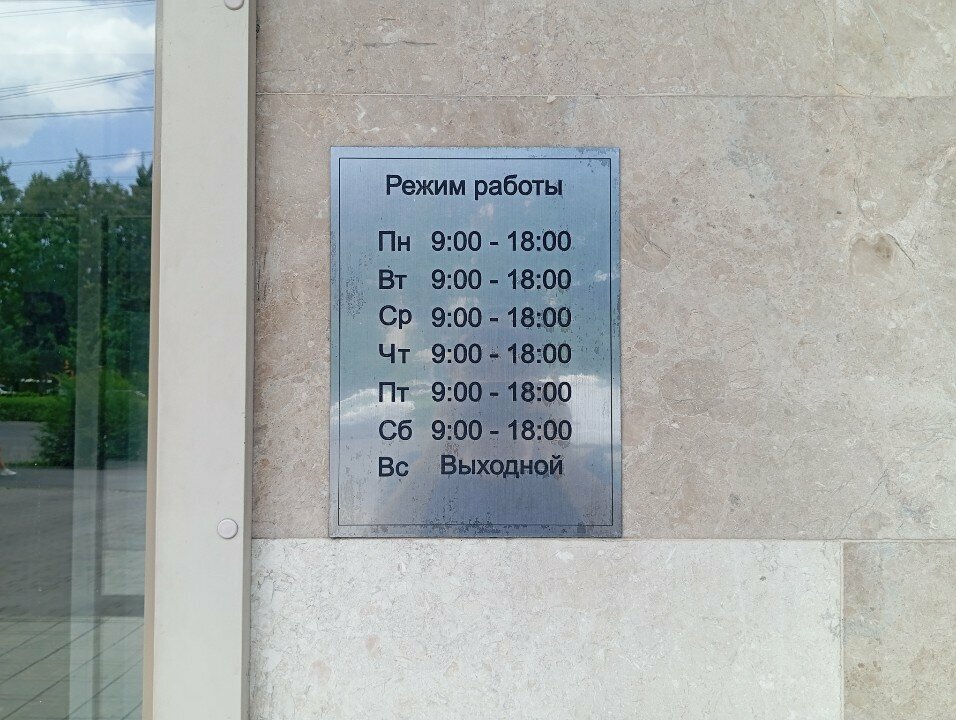 Режим работы
Пн 9:00 - 18:00
Вт 9:00 - 18:00
Ср 9:00 - 18:00
Чт 9:00 - 18:00
Пт 9:00 - 18:00
Сб 9:00 - 18:00
Вс Выходной